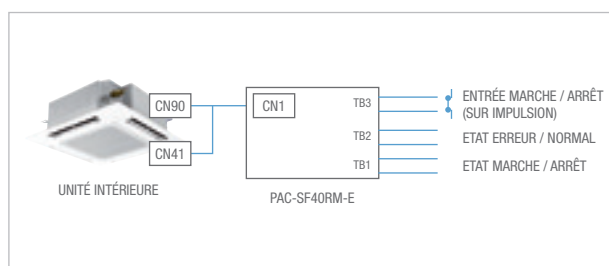 CN90
CN41
UNITÉ INTÉRIEURE
CN1
PAC-SF40RM-E
TB3
TB2
TB1
ENTRÉE MARCHE / ARRÊT
(SUR IMPULSION)
ETAT ERREUR / NORMAL
ETAT MARCHE / ARRÊT